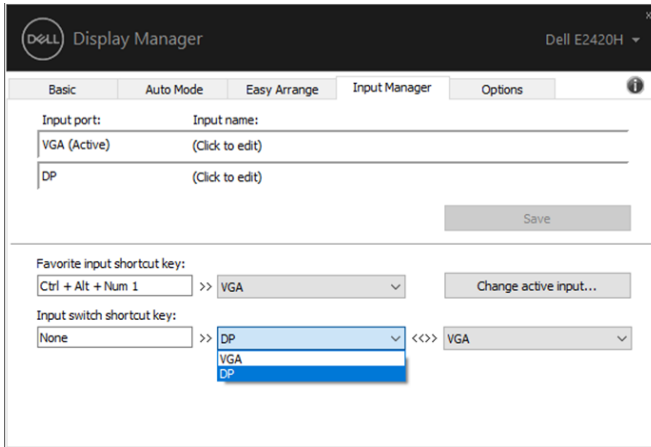 x
DELL Display Manager Dell E2420H
Basic Auto Mode Easy Arrange Input Manager Options i
Input port: Input name:
VGA (Active) (Click to edit)
DP (Click to edit)
Save
Favorite input shortcut key:
Ctrl + Alt + Num 1 >> VGA Change active input...
Input switch shortcut key:
None >> DP <<>> VGA
VGA
DP